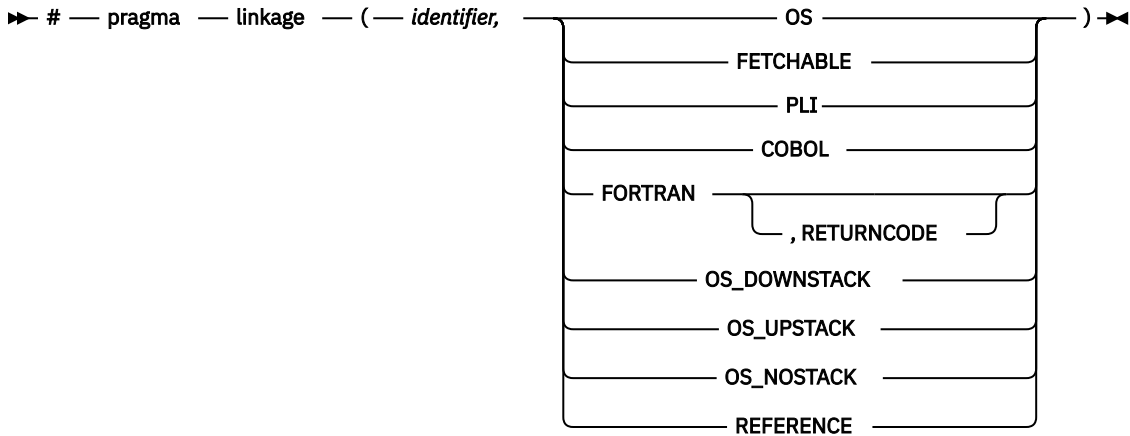 # pragma linkage ( identifier, OS )
FETCHABLE
PLI
COBOL
FORTRAN
, RETURNCODE
OS_DOWNSTACK
OS_UPSTACK
OS_NOSTACK
REFERENCE